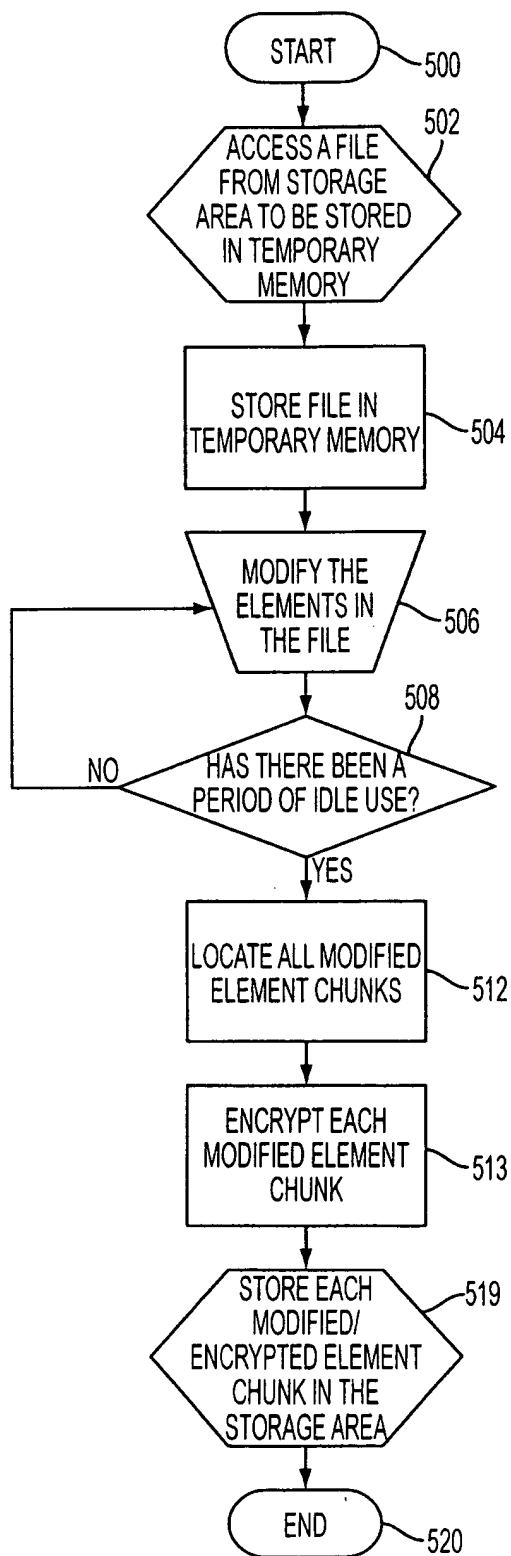 START
500
502
ACCESS A FILE
FROM STORAGE
AREA TO BE STORED
IN TEMPORARY
MEMORY
STORE FILE IN
TEMPORARY MEMORY
504
MODIFY THE
ELEMENTS IN
THE FILE
506
508
NO
HAS THERE BEEN A
PERIOD OF IDLE USE?
YES
LOCATE ALL MODIFIED
ELEMENT CHUNKS
512
ENCRYPT EACH
MODIFIED ELEMENT
CHUNK
513
519
STORE EACH
MODIFIED/
ENCRYPTED ELEMENT
CHUNK IN THE
STORAGE AREA
END
520